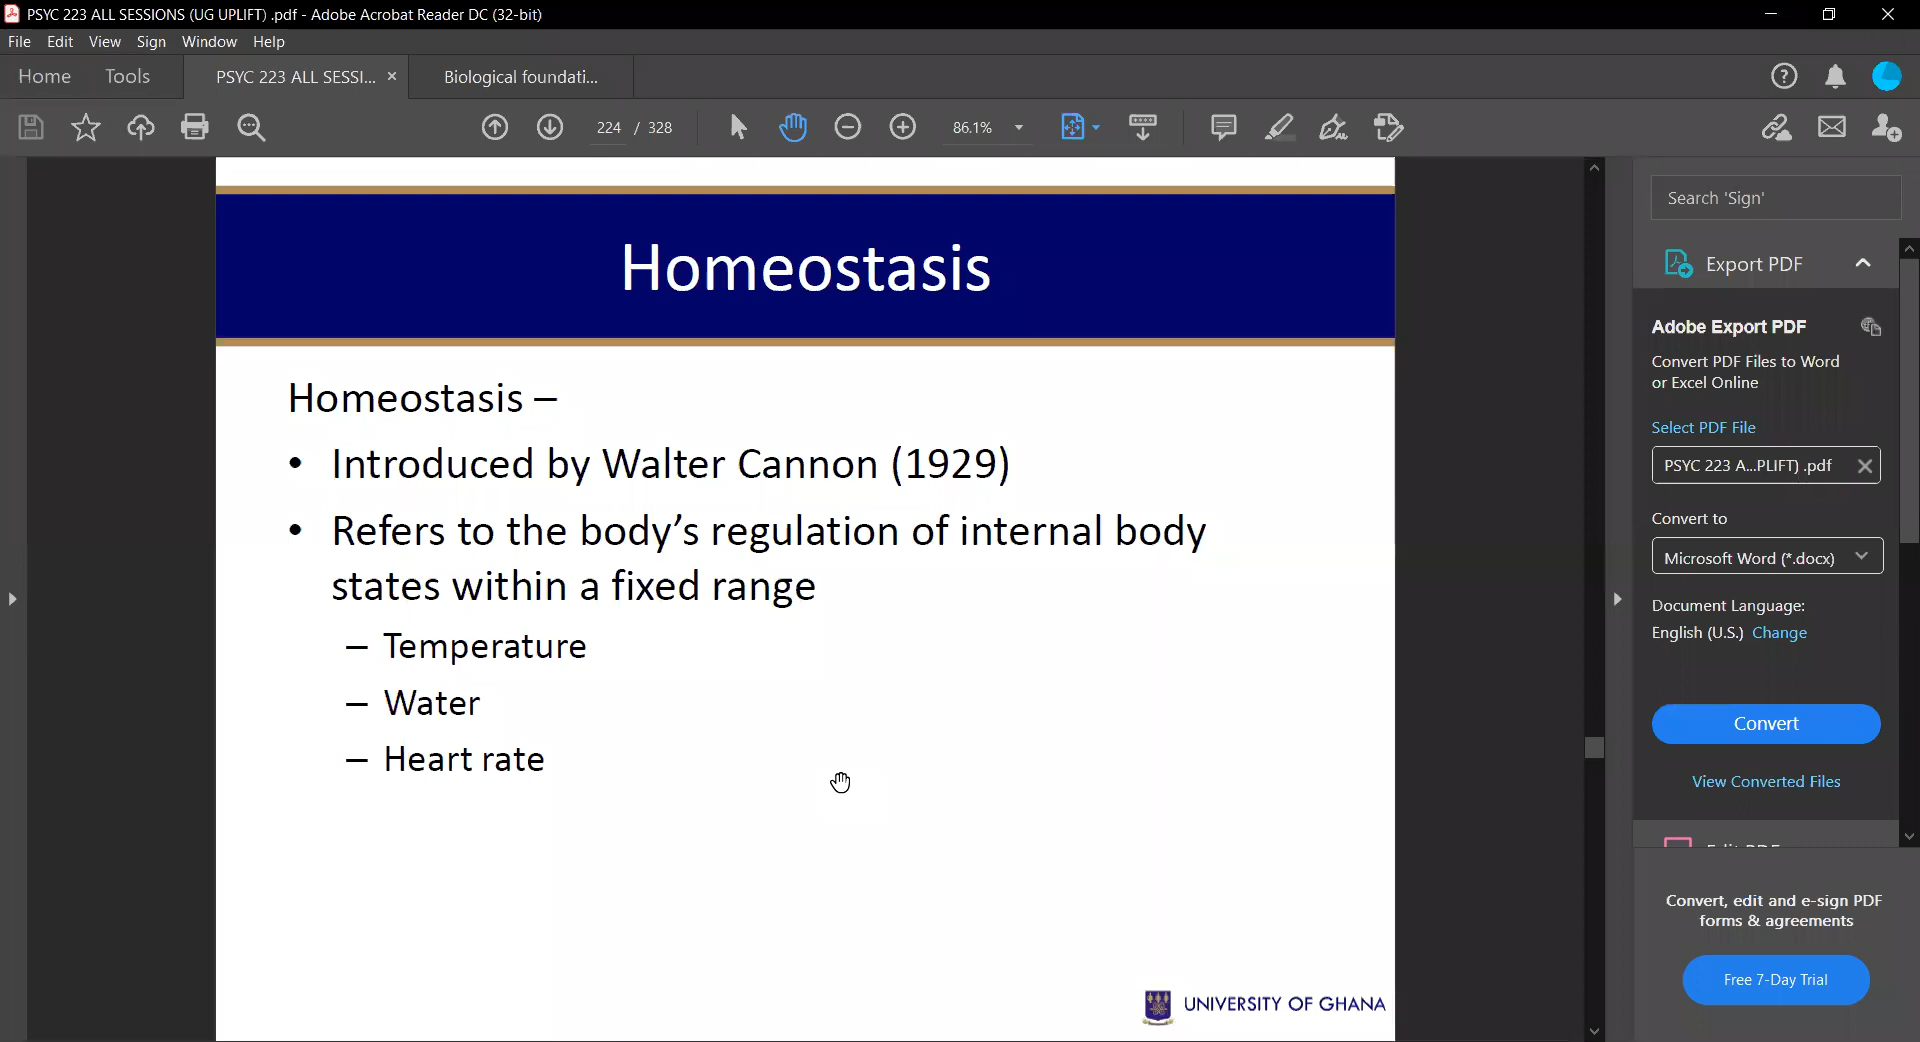 PSYC 223 ALL SESSIONS (UG UPLIFT) .pdf - Adobe Acrobat Reader DC (32-bit)
File Edit View Sign Window Help
Home Tools PSYC 223 ALL SESSI... Biological foundati...
224 / 328 86.1%
Homeostasis
Homeostasis –
• Introduced by Walter Cannon (1929)
• Refers to the body’s regulation of internal body
states within a fixed range
– Temperature
– Water
– Heart rate
UNIVERSITY OF GHANA
Search 'Sign'
Export PDF
Adobe Export PDF
Convert PDF Files to Word
or Excel Online
Select PDF File
PSYC 223 A...PLIFT) .pdf
Convert to
Microsoft Word (*.docx)
Document Language:
English (U.S.) Change
Convert
View Converted Files
Convert, edit and e-sign PDF
forms & agreements
Free 7-Day Trial